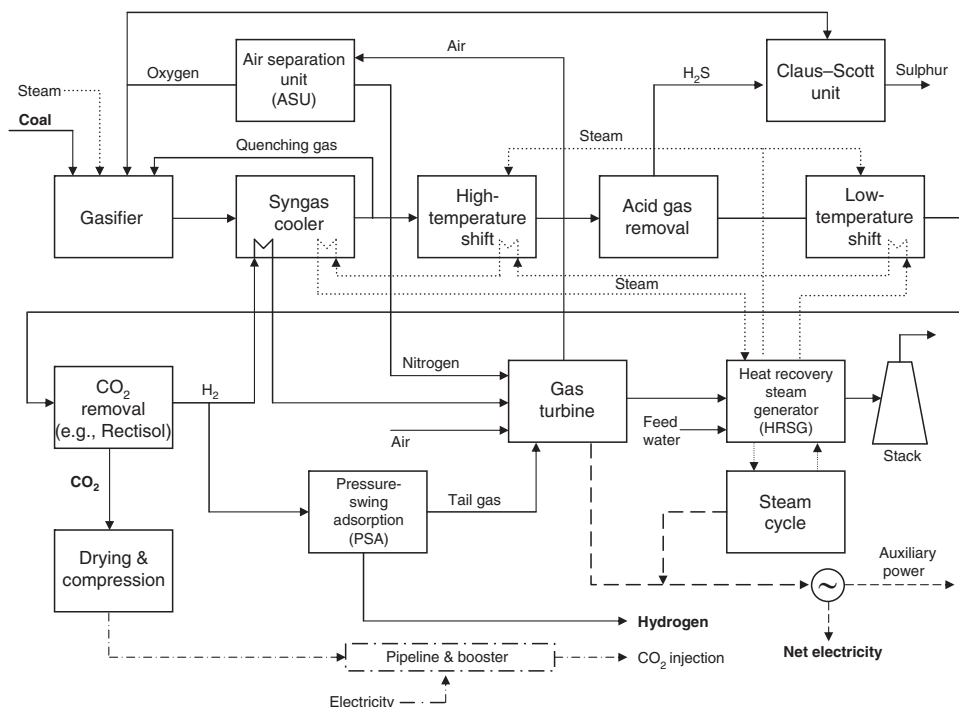 Air
Air separation
unit
(ASU)
Oxygen
H2S
Claus–Scott
unit
Sulphur
Steam
Coal
Quenching gas
Steam
Gasifier
Syngas
cooler
High-
temperature
shift
Acid gas
removal
Low-
temperature
shift
Steam
CO2
removal
(e.g., Rectisol)
H2
Nitrogen
Gas
turbine
Air
Heat recovery
steam
generator
(HRSG)
Feed
water
Stack
CO2
Pressure-
swing
adsorption
(PSA)
Tail gas
Steam
cycle
Drying &
compression
Auxiliary
power
~
Hydrogen
Net electricity
Pipeline & booster
CO2 injection
Electricity